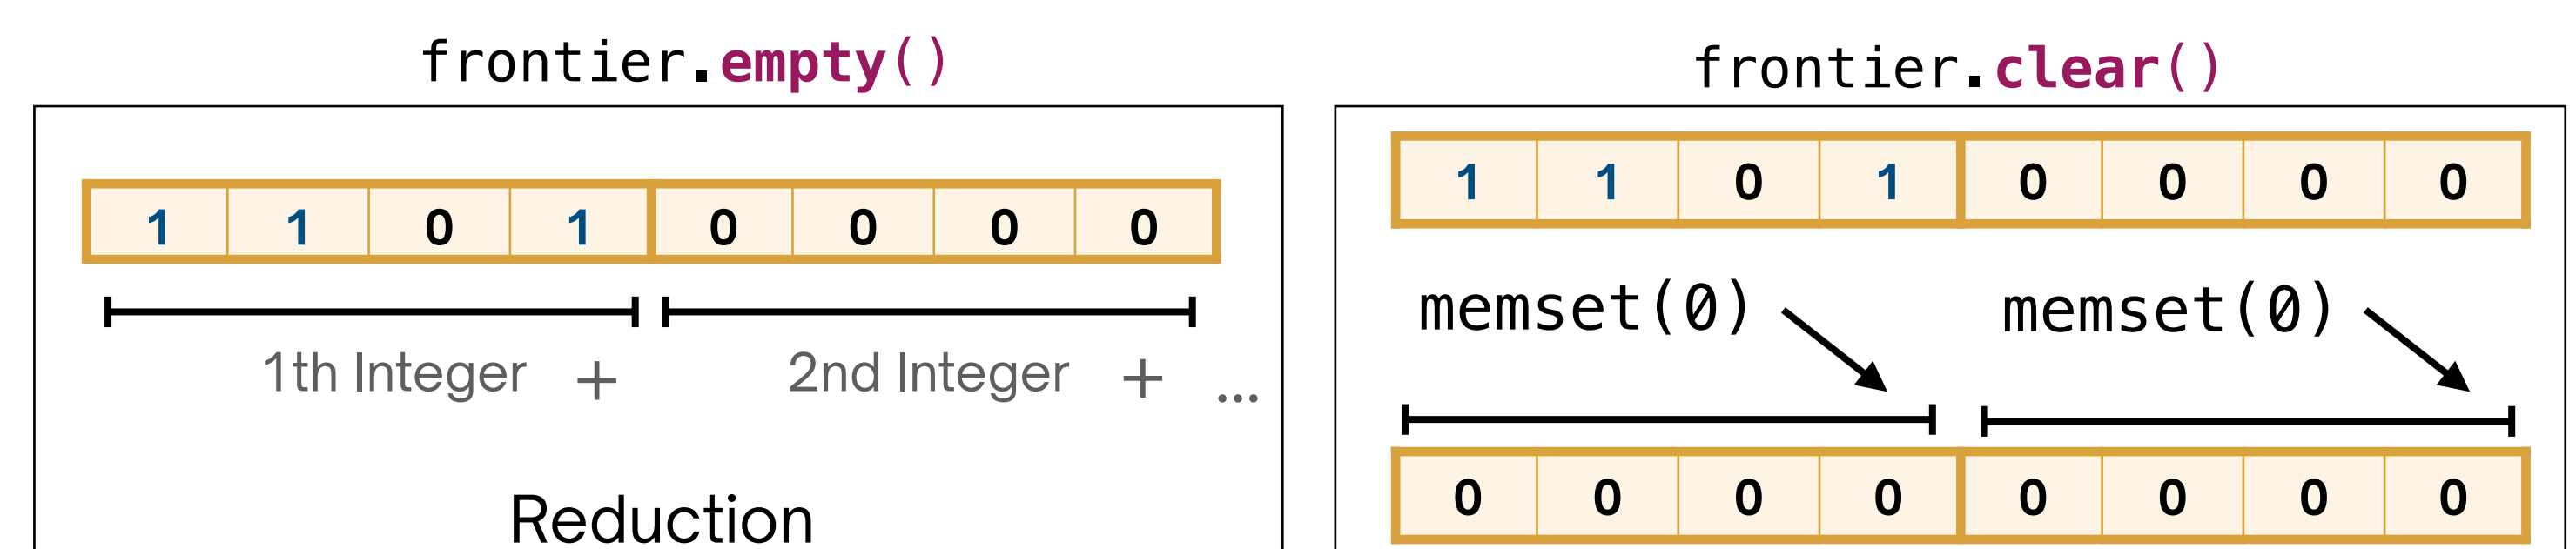 frontier.empty()
1 1 0 1 0 0 0 0
1th Integer + 2nd Integer + ...
Reduction
frontier.clear()
1 1 0 1 0 0 0 0
memset(0) memset(0)
0 0 0 0 0 0 0 0